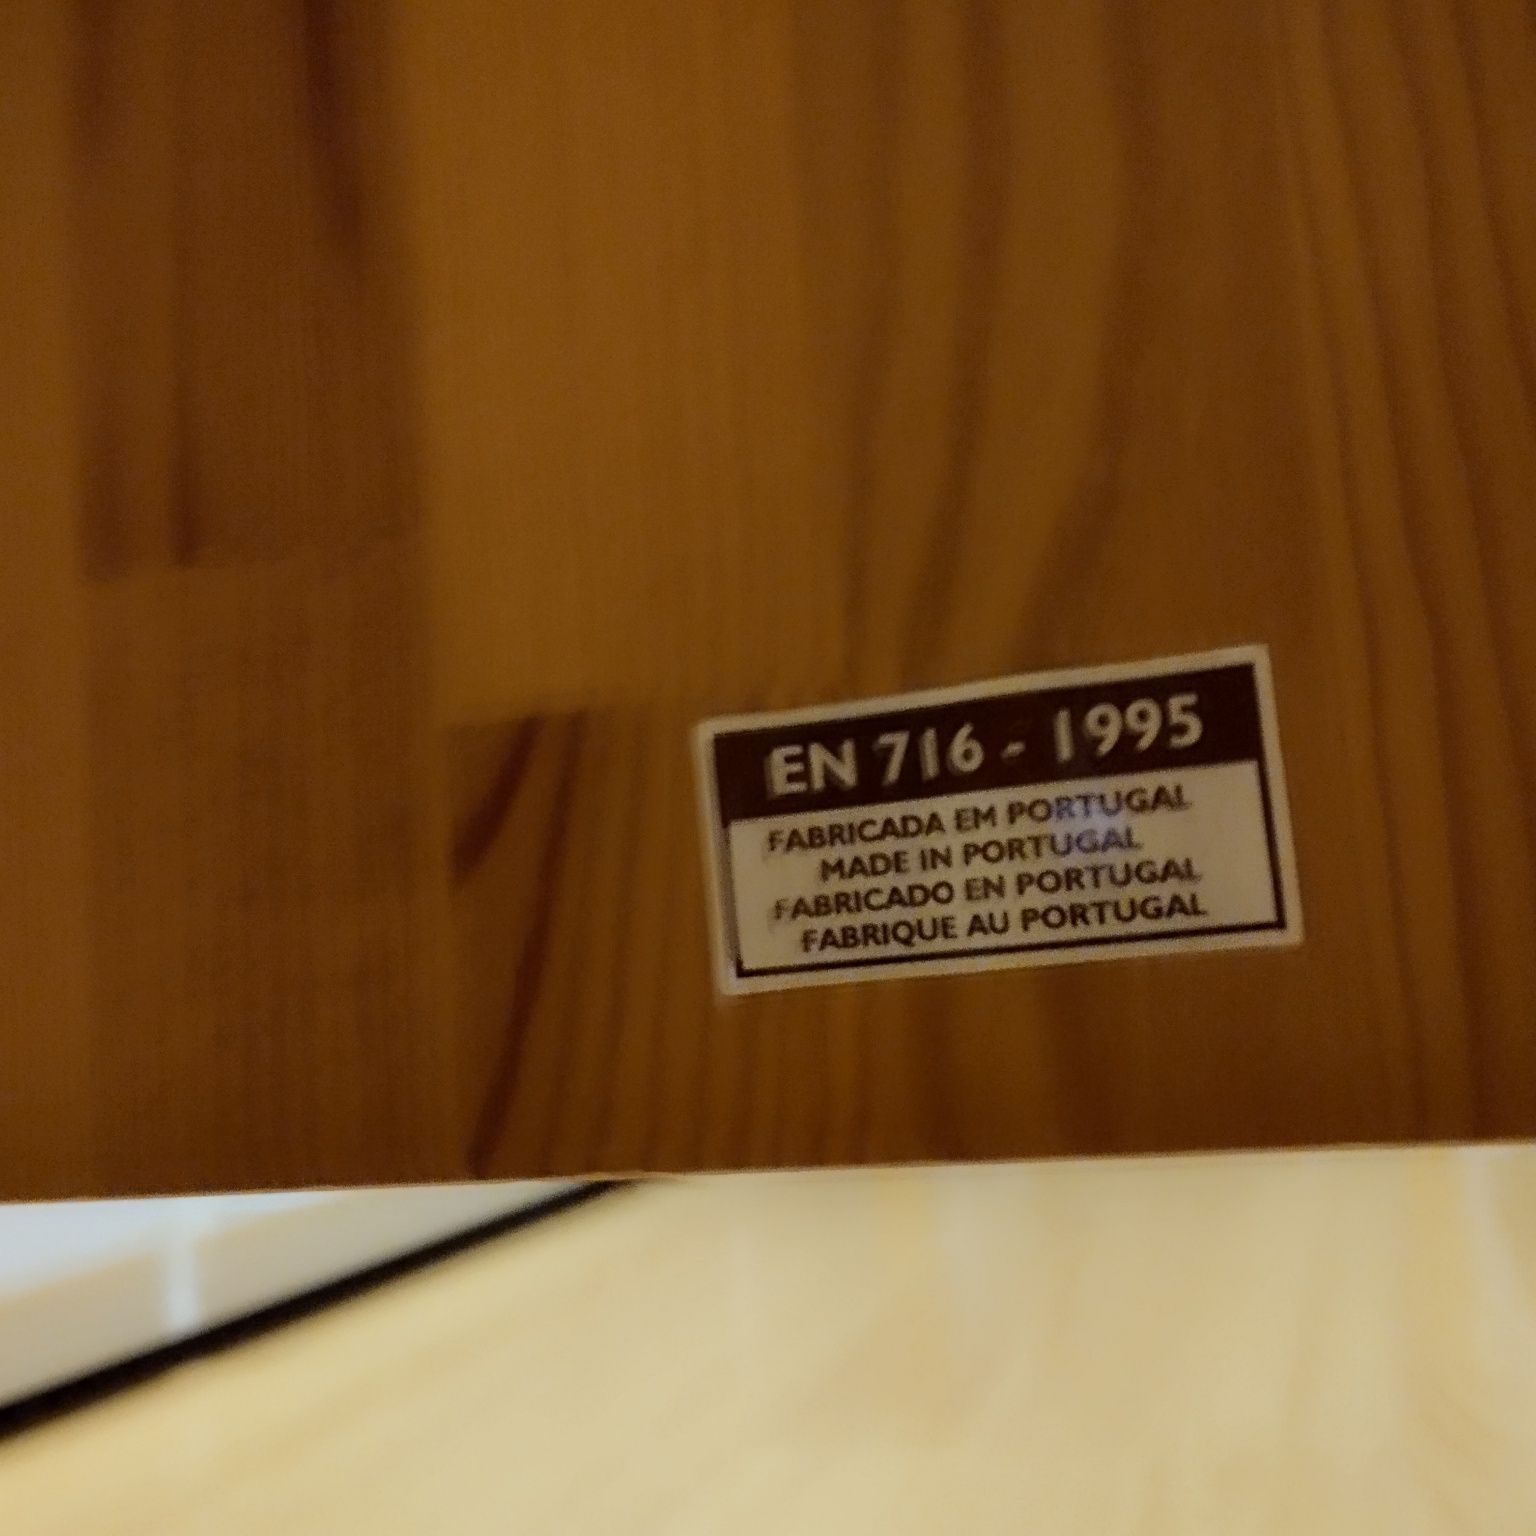 EN 716 - 1995
FABRICADA EM PORTUGAL
MADE IN PORTUGAL
FABRICADO EN PORTUGAL
FABRIQUE AU PORTUGAL